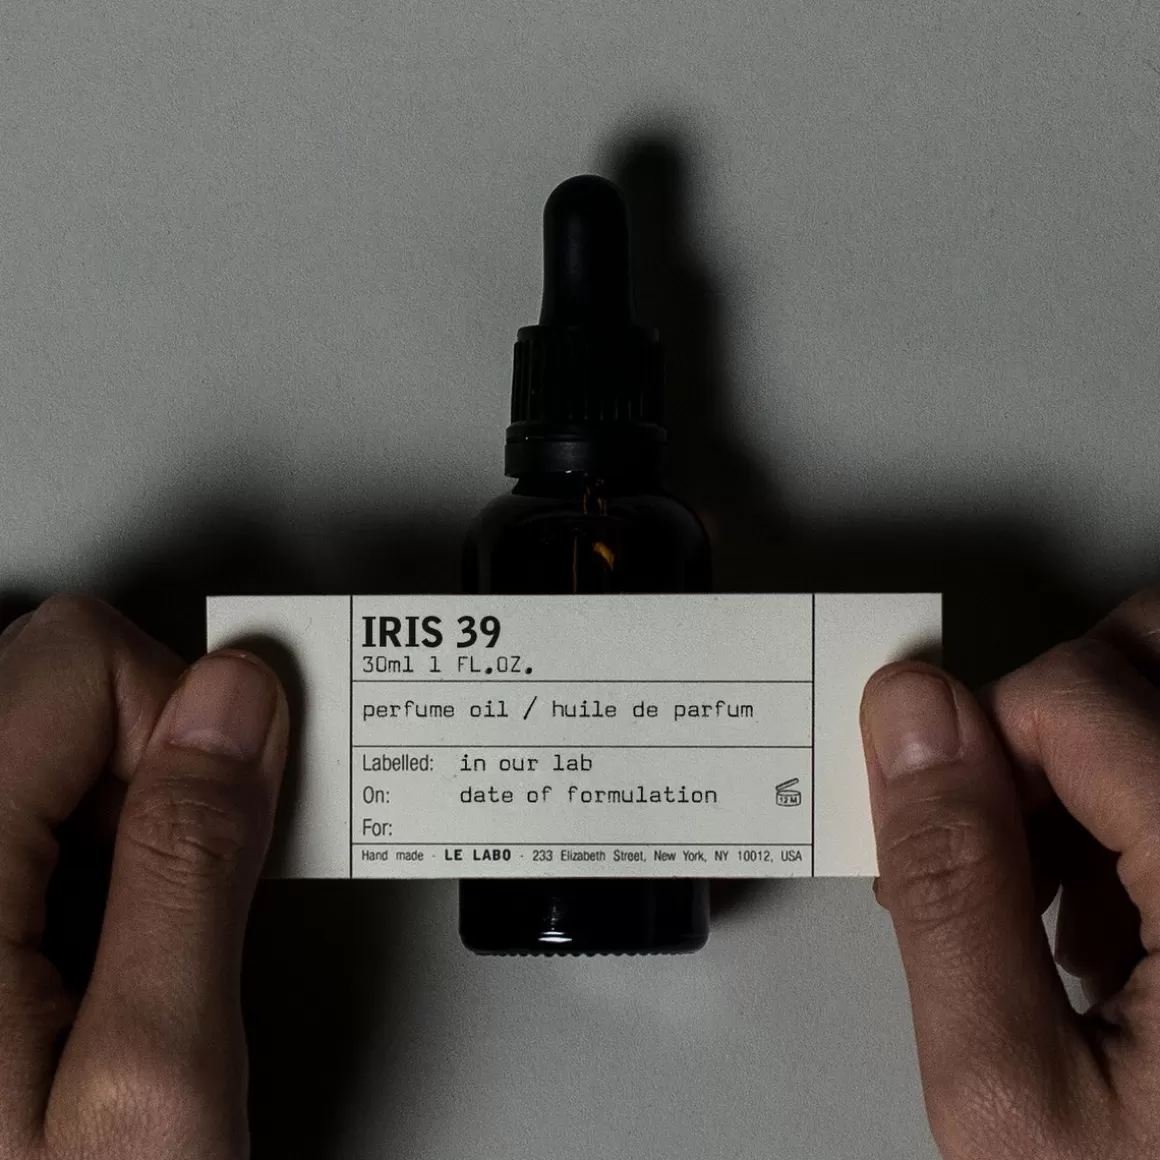 IRIS 39
30ml 1 FL.OZ.
perfume oil / huile de parfum
Labelled: in our lab
On: date of formulation
12M
For:
Hand made · LE LABO · 233 Elizabeth Street, New York, NY 10012, USA